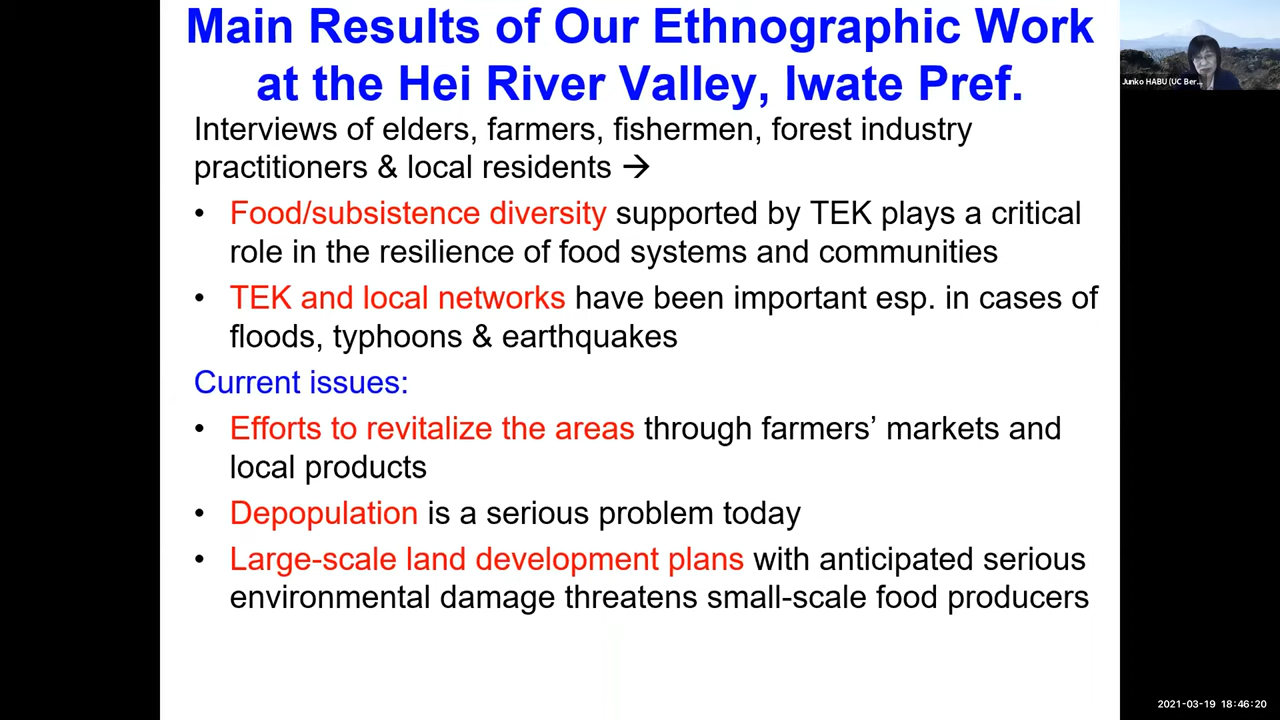 Main Results of Our Ethnographic Work
at the Hei River Valley, Iwate Pref.
Interviews of elders, farmers, fishermen, forest industry
practitioners & local residents →
• Food/subsistence diversity supported by TEK plays a critical
role in the resilience of food systems and communities
• TEK and local networks have been important esp. in cases of
floods, typhoons & earthquakes
Current issues:
• Efforts to revitalize the areas through farmers’ markets and
local products
• Depopulation is a serious problem today
• Large-scale land development plans with anticipated serious
environmental damage threatens small-scale food producers
Junko HABU (UC Ber...
2021-03-19 18:46:20